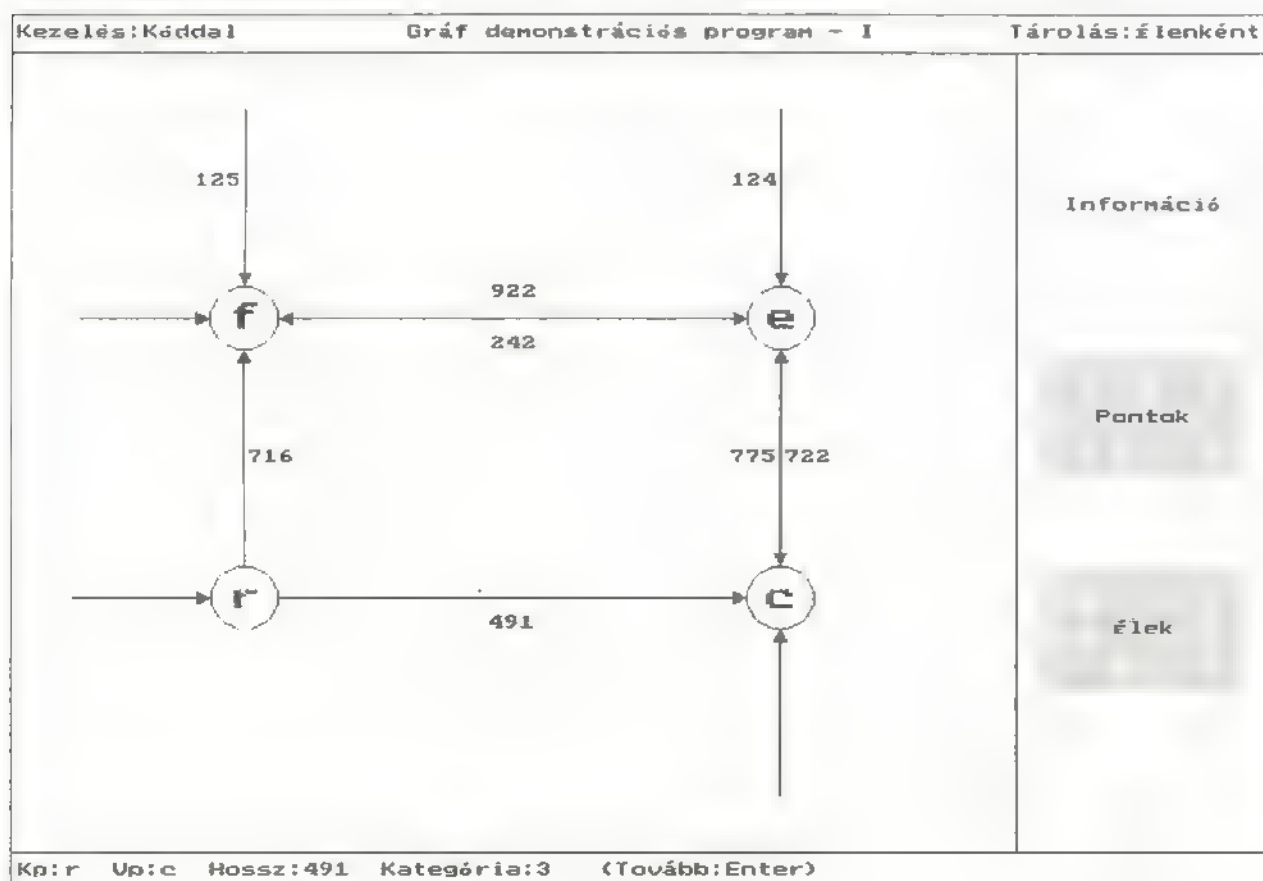 Kezelés:Kóddal Gráf demonstrációs program - I Tárolás:Élenként
125 124
Információ
f 922 e
242
Pontok
716 775 722
r c
491
Élek
Kp:r Vp:c Hossz:491 Kategória:3 (Tovább:Enter)